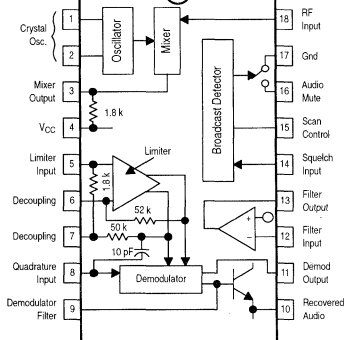 Crystal
Osc.
1
2
Oscillator
Mixer
18
RF
Input
17
Gnd
Mixer
Output
3
1.8 k
VCC
4
Broadcast Detector
16
Audio
Mute
15
Scan
Control
Limiter
Input
5
1.8 k
Limiter
14
Squelch
Input
Decoupling
6
52 k
13
Filter
Output
+
−
Decoupling
7
50 k
10 pF
12
Filter
Input
Quadrature
Input
8
Demodulator
11
Demod
Output
Demodulator
Filter
9
10
Recovered
Audio